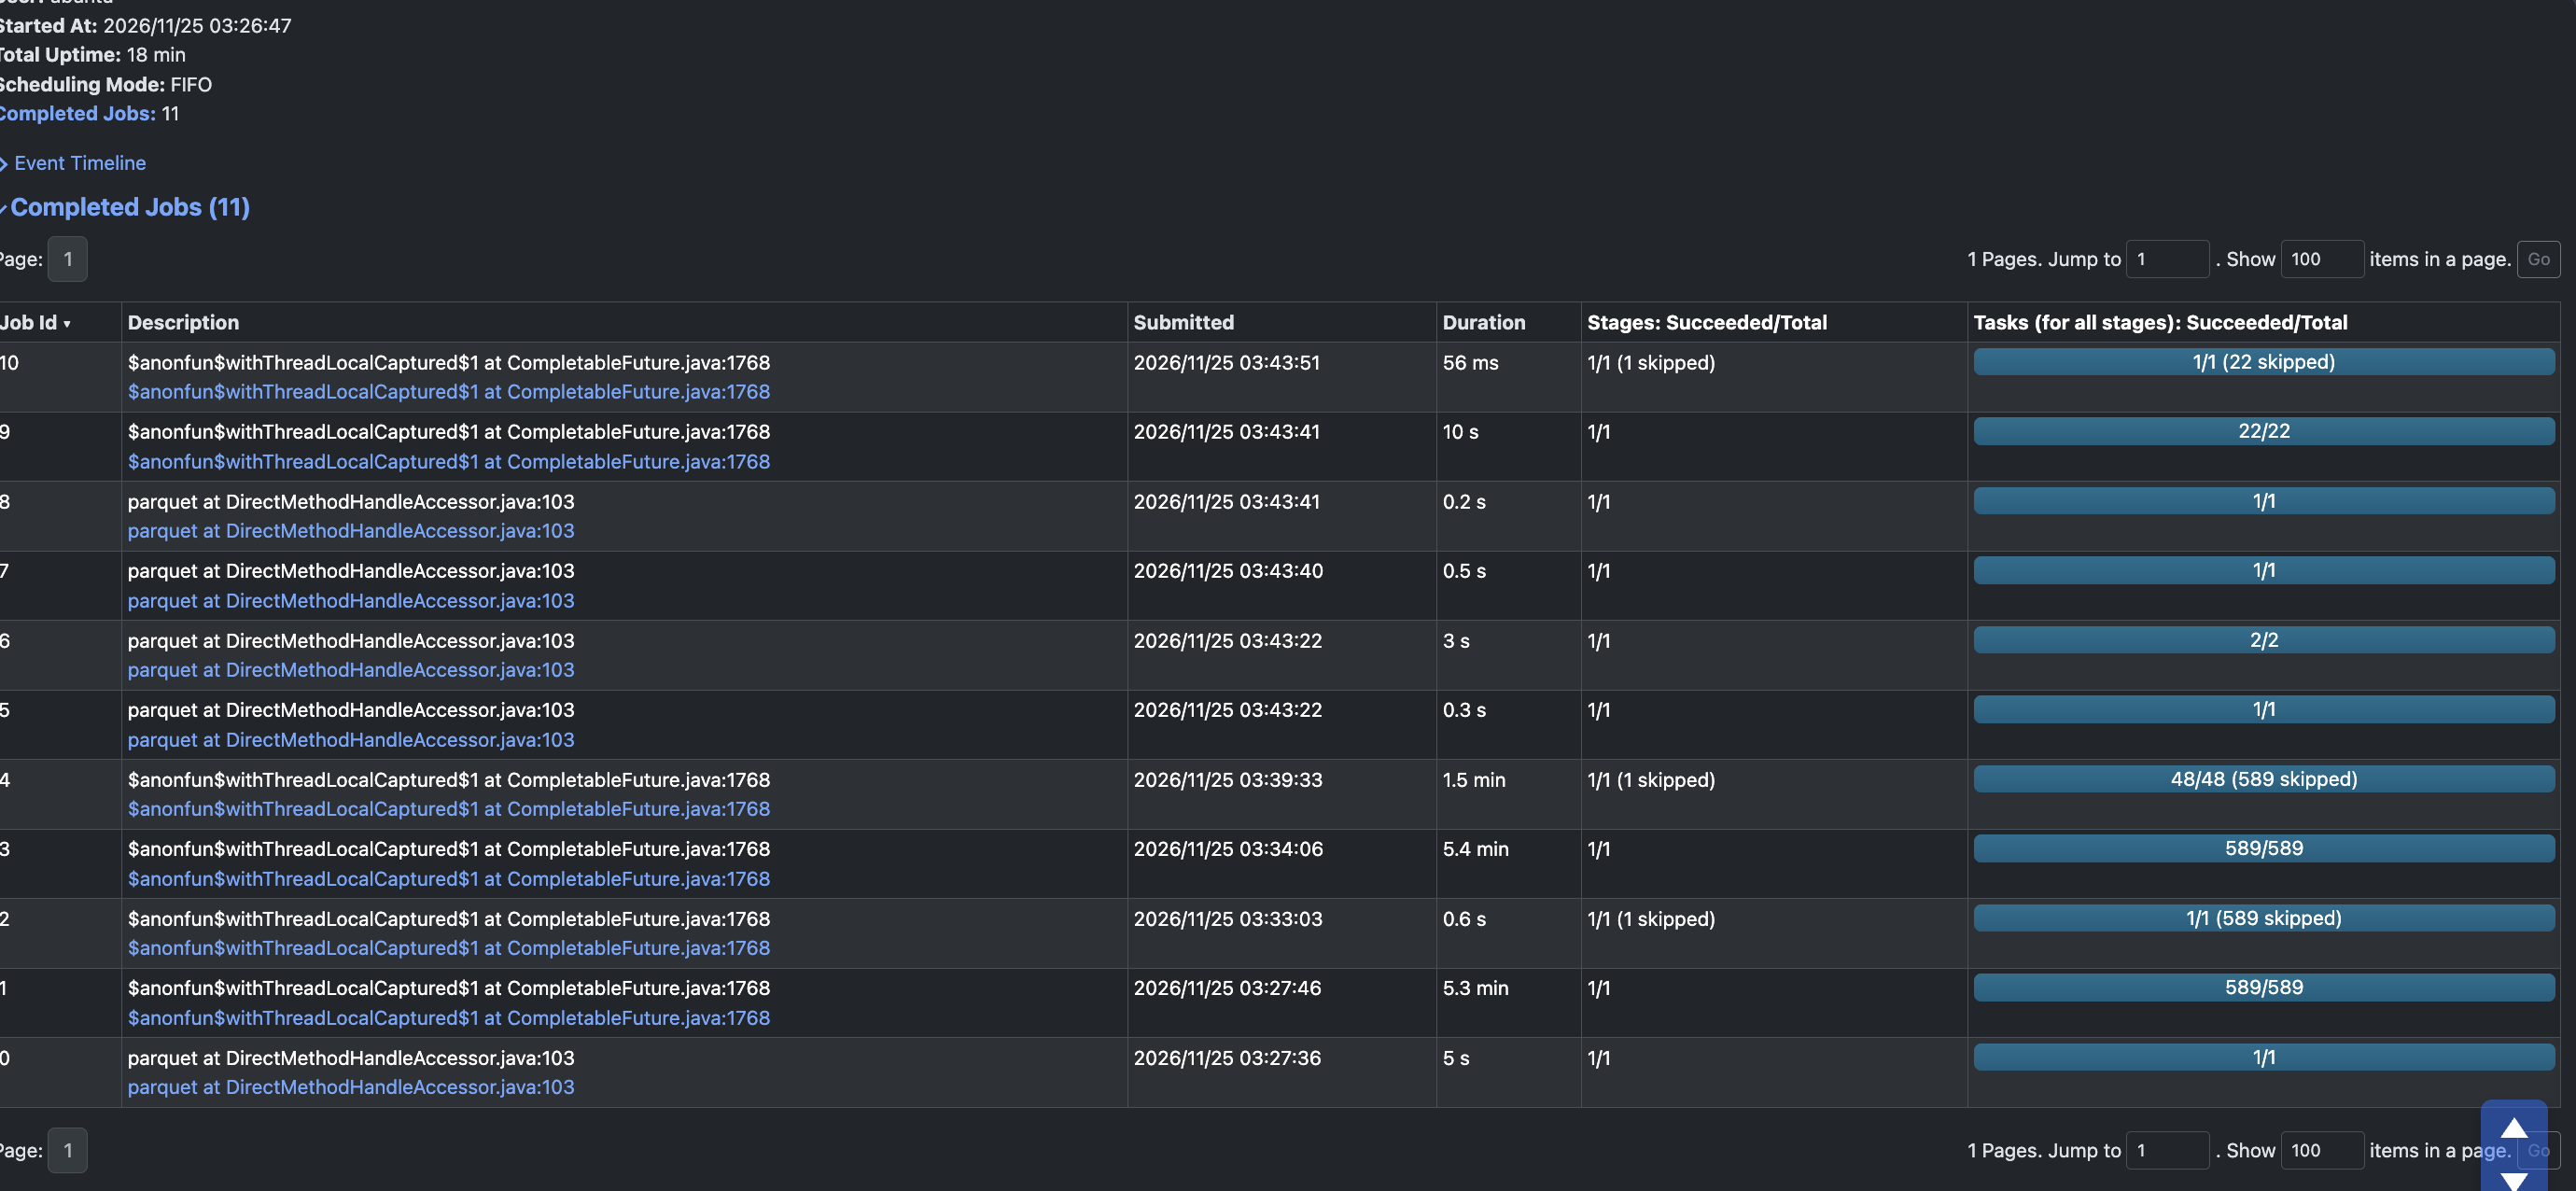 Started At: 2026/11/25 03:26:47
Total Uptime: 18 min
Scheduling Mode: FIFO
Completed Jobs: 11
Event Timeline
Completed Jobs (11)
Page: 1 1 Pages. Jump to 1 . Show 100 items in a page. Go
Job Id ▾ Description Submitted Duration Stages: Succeeded/Total Tasks (for all stages): Succeeded/Total
10 $anonfun$withThreadLocalCaptured$1 at CompletableFuture.java:1768 2026/11/25 03:43:51 56 ms 1/1 (1 skipped) 1/1 (22 skipped)
$anonfun$withThreadLocalCaptured$1 at CompletableFuture.java:1768
9 $anonfun$withThreadLocalCaptured$1 at CompletableFuture.java:1768 2026/11/25 03:43:41 10 s 1/1 22/22
$anonfun$withThreadLocalCaptured$1 at CompletableFuture.java:1768
8 parquet at DirectMethodHandleAccessor.java:103 2026/11/25 03:43:41 0.2 s 1/1 1/1
parquet at DirectMethodHandleAccessor.java:103
7 parquet at DirectMethodHandleAccessor.java:103 2026/11/25 03:43:40 0.5 s 1/1 1/1
parquet at DirectMethodHandleAccessor.java:103
6 parquet at DirectMethodHandleAccessor.java:103 2026/11/25 03:43:22 3 s 1/1 2/2
parquet at DirectMethodHandleAccessor.java:103
5 parquet at DirectMethodHandleAccessor.java:103 2026/11/25 03:43:22 0.3 s 1/1 1/1
parquet at DirectMethodHandleAccessor.java:103
4 $anonfun$withThreadLocalCaptured$1 at CompletableFuture.java:1768 2026/11/25 03:39:33 1.5 min 1/1 (1 skipped) 48/48 (589 skipped)
$anonfun$withThreadLocalCaptured$1 at CompletableFuture.java:1768
3 $anonfun$withThreadLocalCaptured$1 at CompletableFuture.java:1768 2026/11/25 03:34:06 5.4 min 1/1 589/589
$anonfun$withThreadLocalCaptured$1 at CompletableFuture.java:1768
2 $anonfun$withThreadLocalCaptured$1 at CompletableFuture.java:1768 2026/11/25 03:33:03 0.6 s 1/1 (1 skipped) 1/1 (589 skipped)
$anonfun$withThreadLocalCaptured$1 at CompletableFuture.java:1768
1 $anonfun$withThreadLocalCaptured$1 at CompletableFuture.java:1768 2026/11/25 03:27:46 5.3 min 1/1 589/589
$anonfun$withThreadLocalCaptured$1 at CompletableFuture.java:1768
0 parquet at DirectMethodHandleAccessor.java:103 2026/11/25 03:27:36 5 s 1/1 1/1
parquet at DirectMethodHandleAccessor.java:103
Page: 1 1 Pages. Jump to 1 . Show 100 items in a page. Go